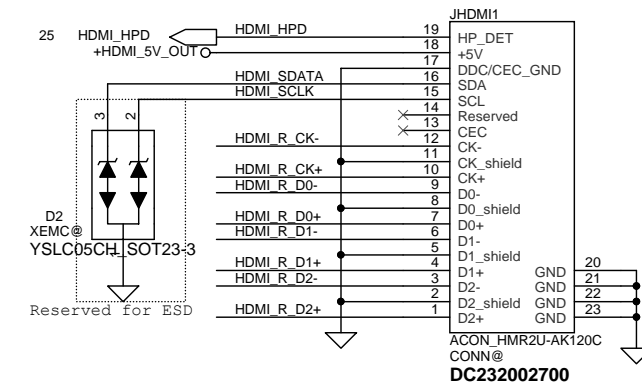 JHDMI1
25 HDMI_HPD HDMI_HPD 19 HP_DET
+HDMI_5V_OUT 18 +5V
17 DDC/CEC_GND
HDMI_SDATA 16 SDA
HDMI_SCLK 15 SCL
14 Reserved
13 CEC
HDMI_R_CK- 12 CK-
11 CK_shield
HDMI_R_CK+ 10 CK+
HDMI_R_D0- 9 D0-
8 D0_shield
HDMI_R_D0+ 7 D0+
HDMI_R_D1- 6 D1-
5 D1_shield
HDMI_R_D1+ 4 D1+ GND 20
HDMI_R_D2- 3 D2- GND 21
2 D2_shield GND 22
HDMI_R_D2+ 1 D2+ GND 23
3 2
D2
XEMC@
YSLC05CH_SOT23-3
Reserved for ESD
ACON_HMR2U-AK120C
CONN@
DC232002700